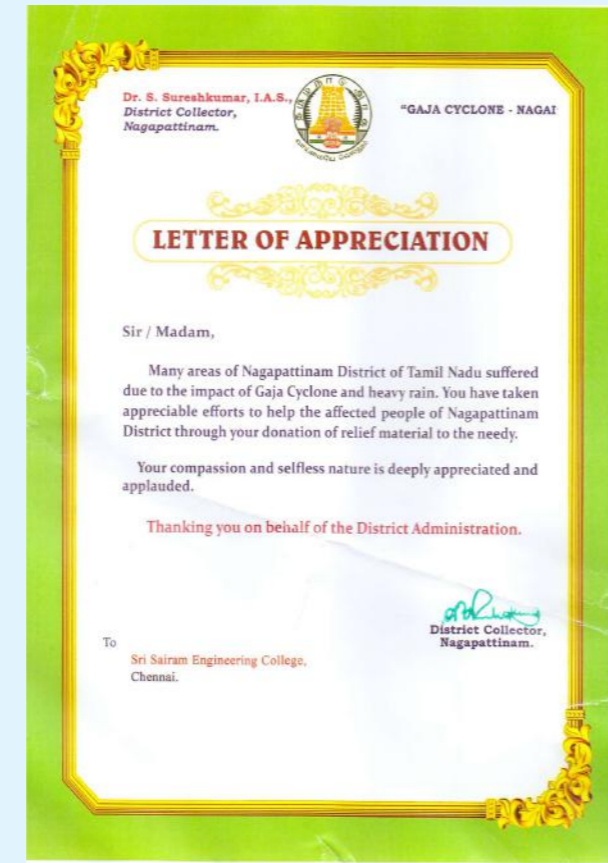 Dr. S. Sureshkumar, I.A.S.,
District Collector,
Nagapattinam.
"GAJA CYCLONE - NAGAI
LETTER OF APPRECIATION
Sir / Madam,
Many areas of Nagapattinam District of Tamil Nadu suffered
due to the impact of Gaja Cyclone and heavy rain. You have taken
appreciable efforts to help the affected people of Nagapattinam
District through your donation of relief material to the needy.
Your compassion and selfless nature is deeply appreciated and
applauded.
Thanking you on behalf of the District Administration.
District Collector,
Nagapattinam.
To
Sri Sairam Engineering College,
Chennai.